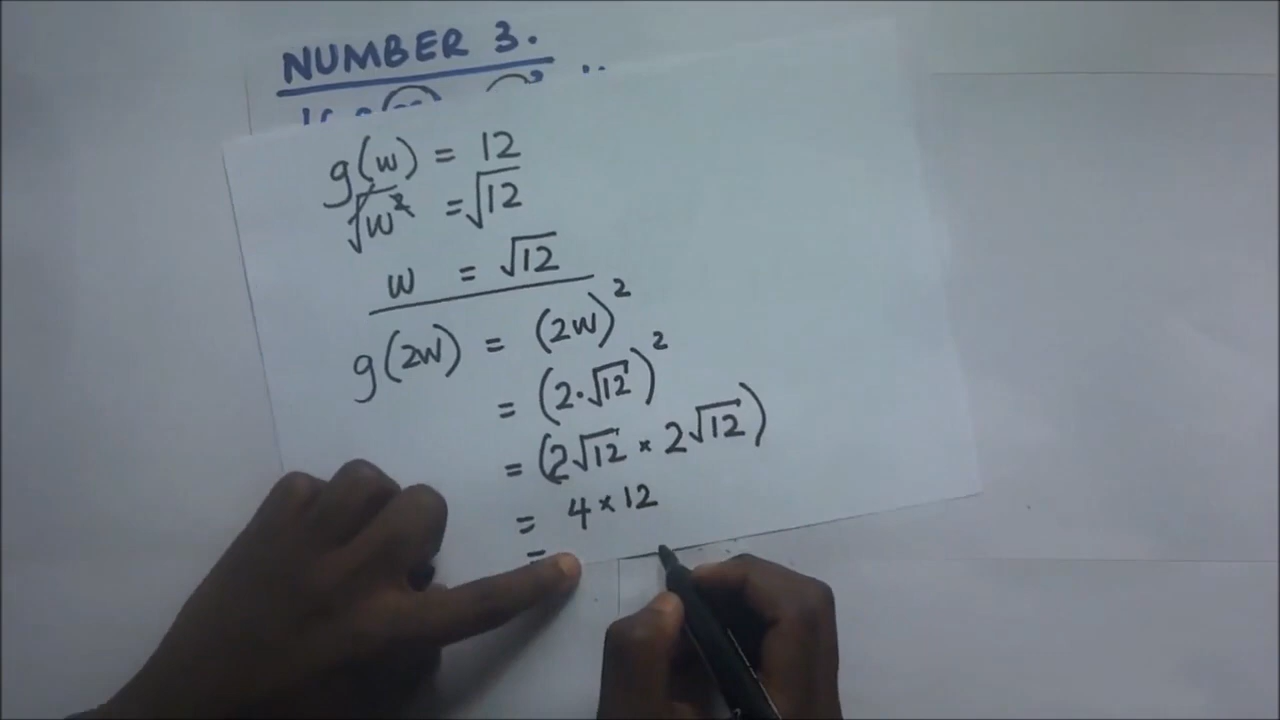 NUMBER 3.
g(w) = 12
√w² = √12
w = √12
g(2w) = (2w)²
= (2·√12)²
= (2√12 × 2√12)
= 4 × 12
=